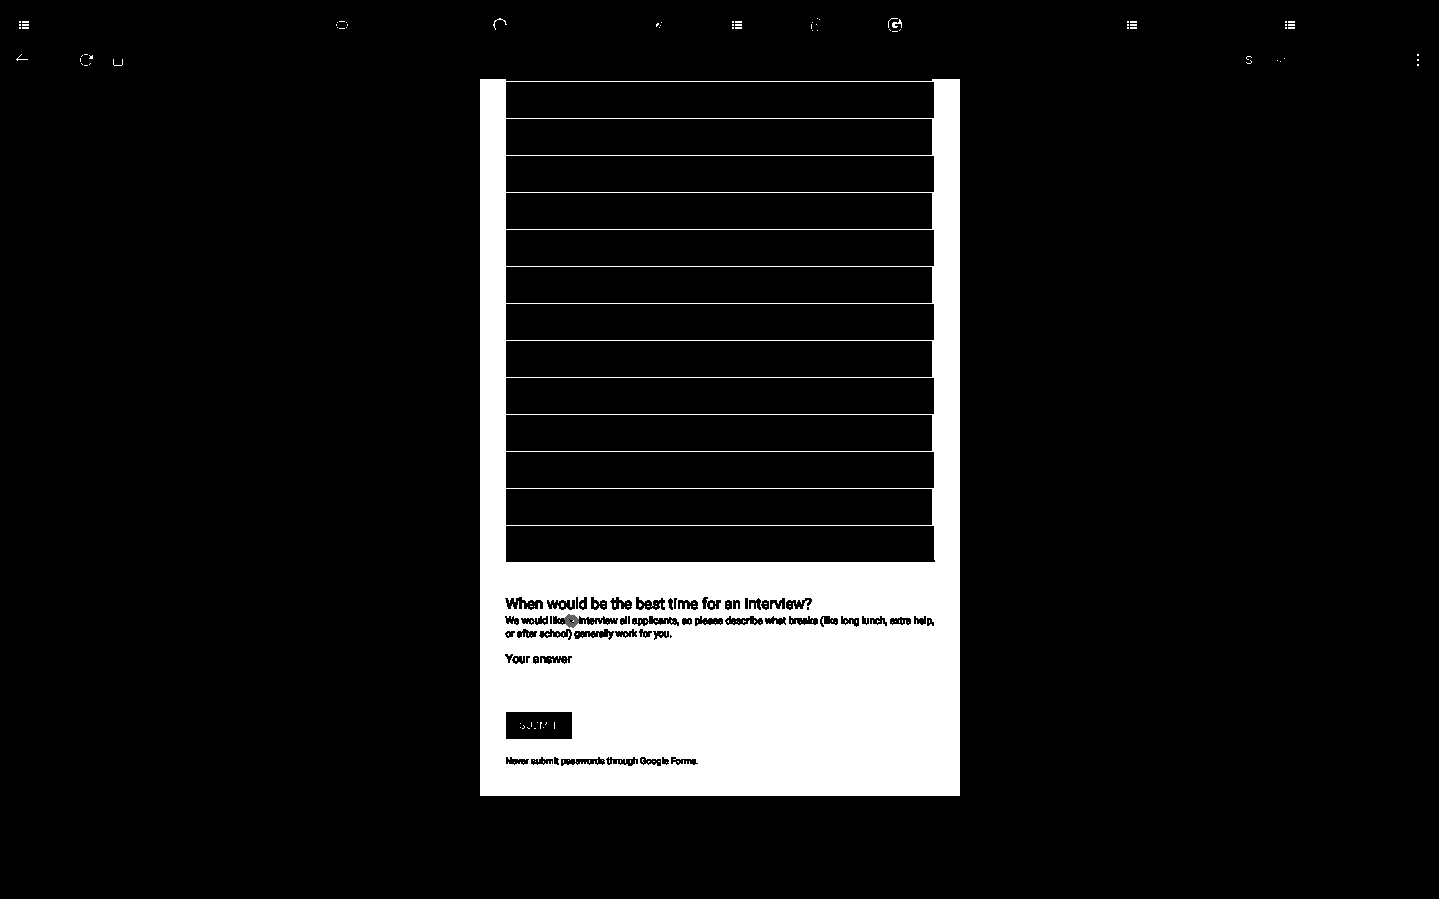 When would be the best time for an interview?
We would like interview all applicants, so please describe what breaks (like long lunch, extra help,
or after school) generally work for you.
Your answer
SUBMIT
Never submit passwords through Google Forms.